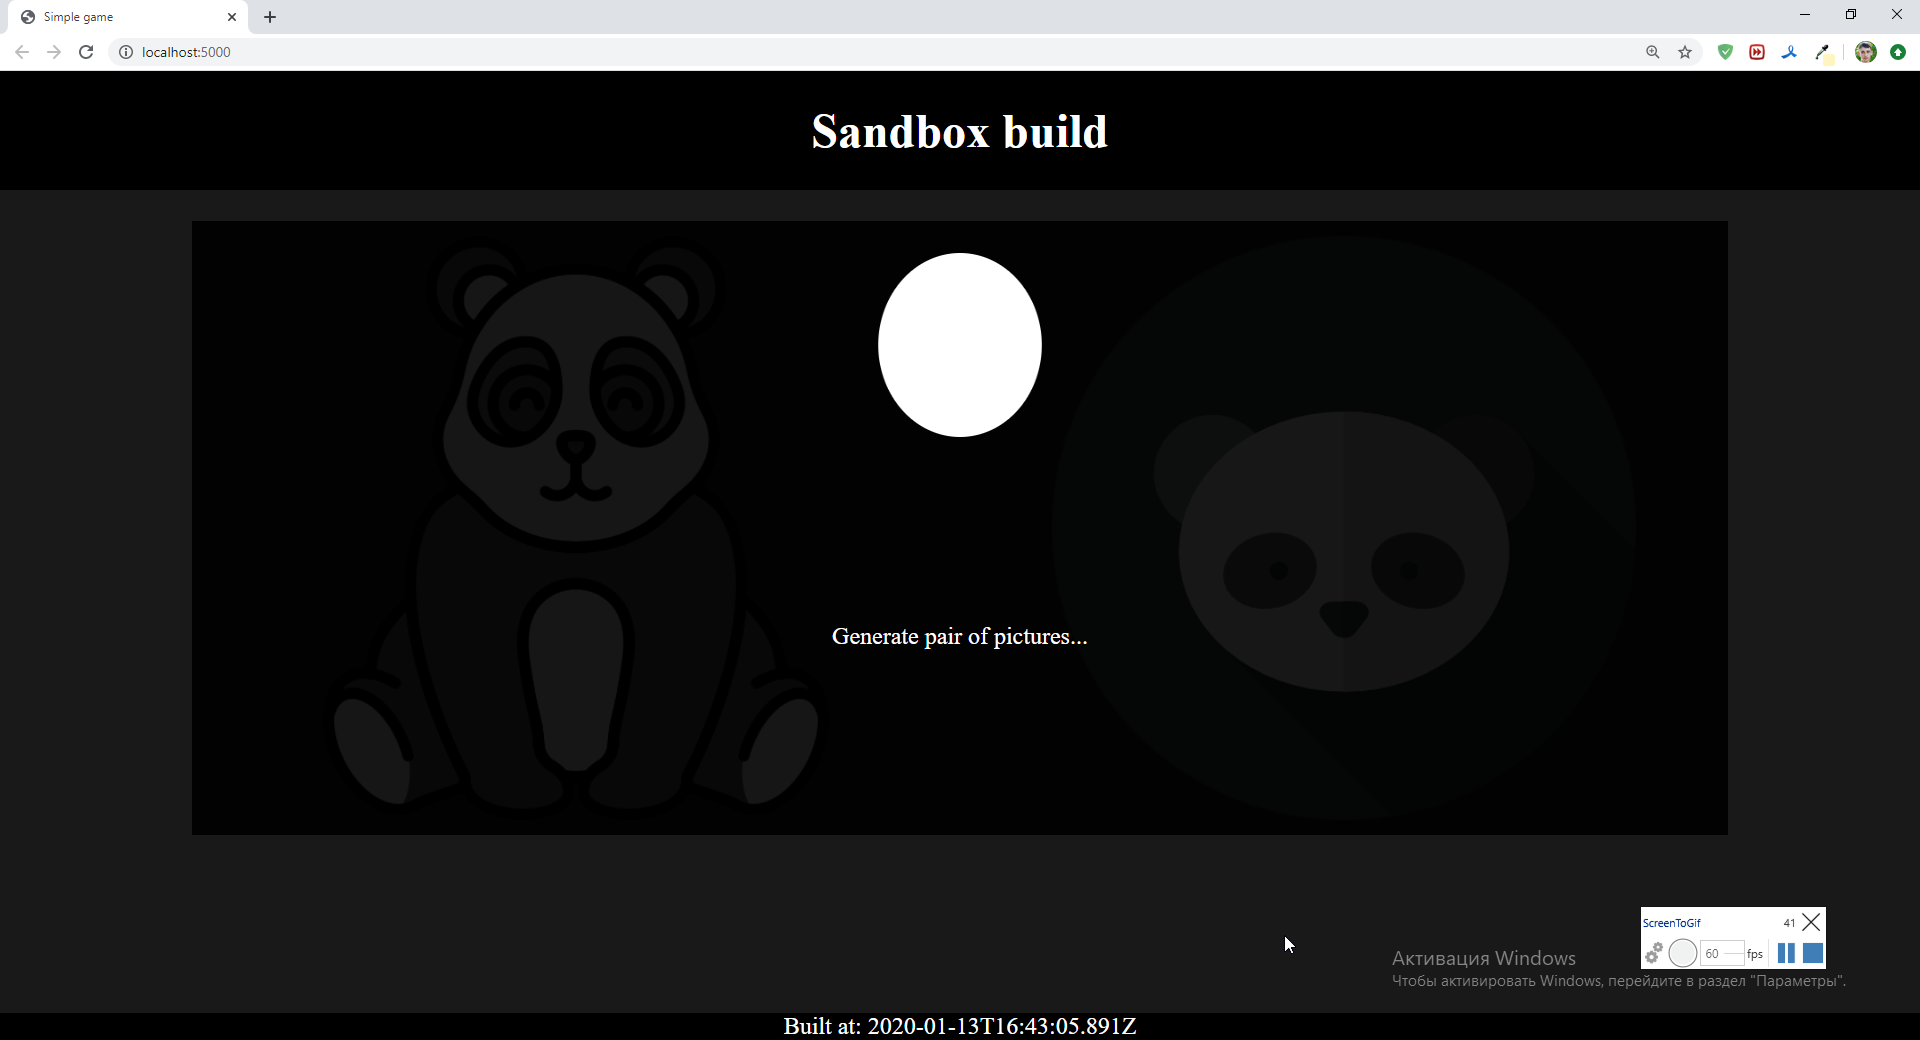 Simple game
localhost:5000
Sandbox build
Generate pair of pictures...
ScreenToGif 41
60 fps
Активация Windows
Чтобы активировать Windows, перейдите в раздел "Параметры".
Built at: 2020-01-13T16:43:05.891Z